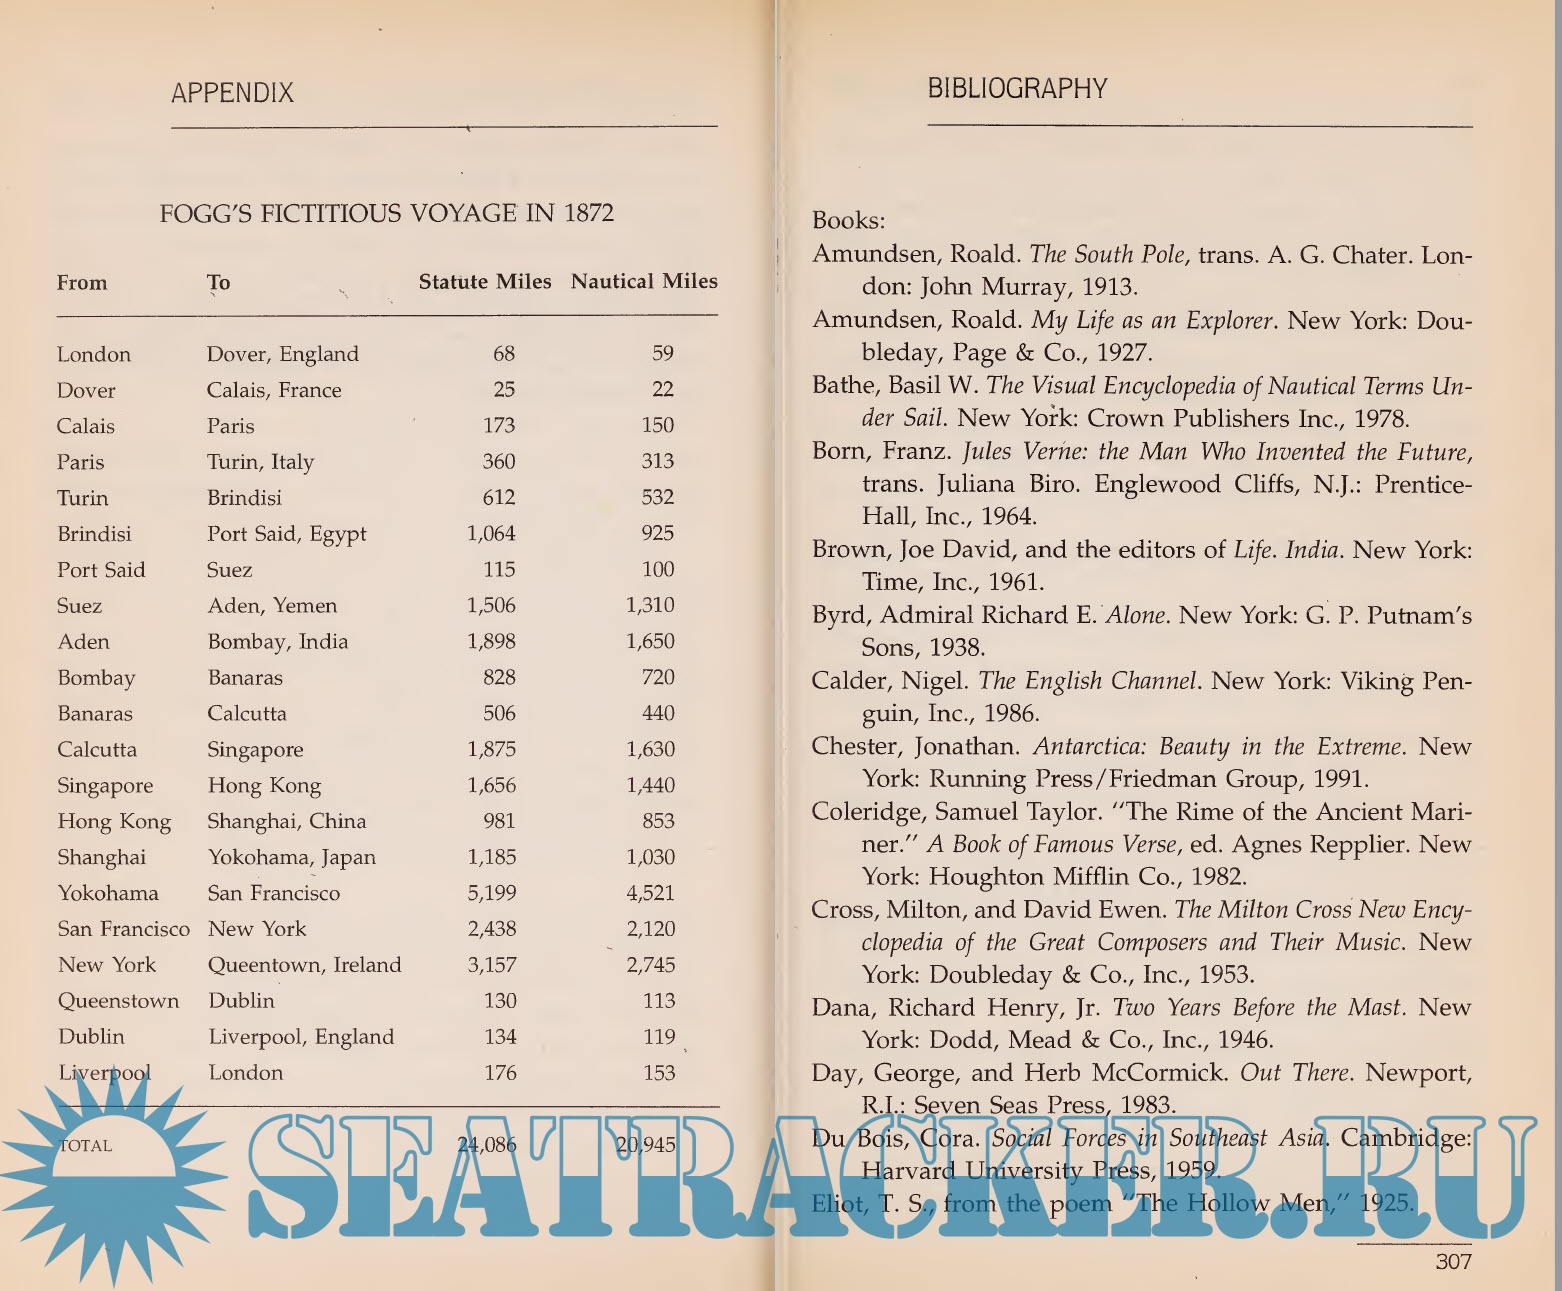 APPENDIX
FOGG'S FICTITIOUS VOYAGE IN 1872
From To Statute Miles Nautical Miles
London Dover, England 68 59
Dover Calais, France 25 22
Calais Paris 173 150
Paris Turin, Italy 360 313
Turin Brindisi 612 532
Brindisi Port Said, Egypt 1,064 925
Port Said Suez 115 100
Suez Aden, Yemen 1,506 1,310
Aden Bombay, India 1,898 1,650
Bombay Banaras 828 720
Banaras Calcutta 506 440
Calcutta Singapore 1,875 1,630
Singapore Hong Kong 1,656 1,440
Hong Kong Shanghai, China 981 853
Shanghai Yokohama, Japan 1,185 1,030
Yokohama San Francisco 5,199 4,521
San Francisco New York 2,438 2,120
New York Queentown, Ireland 3,157 2,745
Queenstown Dublin 130 113
Dublin Liverpool, England 134 119
Liverpool London 176 153
TOTAL 24,086 20,945
BIBLIOGRAPHY
Books:
Amundsen, Roald. The South Pole, trans. A. G. Chater. Lon-
don: John Murray, 1913.
Amundsen, Roald. My Life as an Explorer. New York: Dou-
bleday, Page & Co., 1927.
Bathe, Basil W. The Visual Encyclopedia of Nautical Terms Un-
der Sail. New York: Crown Publishers Inc., 1978.
Born, Franz. Jules Verne: the Man Who Invented the Future,
trans. Juliana Biro. Englewood Cliffs, N.J.: Prentice-
Hall, Inc., 1964.
Brown, Joe David, and the editors of Life. India. New York:
Time, Inc., 1961.
Byrd, Admiral Richard E. Alone. New York: G. P. Putnam's
Sons, 1938.
Calder, Nigel. The English Channel. New York: Viking Pen-
guin, Inc., 1986.
Chester, Jonathan. Antarctica: Beauty in the Extreme. New
York: Running Press/Friedman Group, 1991.
Coleridge, Samuel Taylor. "The Rime of the Ancient Mari-
ner." A Book of Famous Verse, ed. Agnes Repplier. New
York: Houghton Mifflin Co., 1982.
Cross, Milton, and David Ewen. The Milton Cross New Ency-
clopedia of the Great Composers and Their Music. New
York: Doubleday & Co., Inc., 1953.
Dana, Richard Henry, Jr. Two Years Before the Mast. New
York: Dodd, Mead & Co., Inc., 1946.
Day, George, and Herb McCormick. Out There. Newport,
R.I.: Seven Seas Press, 1983.
Du Bois, Cora. Social Forces in Southeast Asia. Cambridge:
Harvard University Press, 1959.
Eliot, T. S., from the poem "The Hollow Men," 1925.
307
SEATRACKER.RU